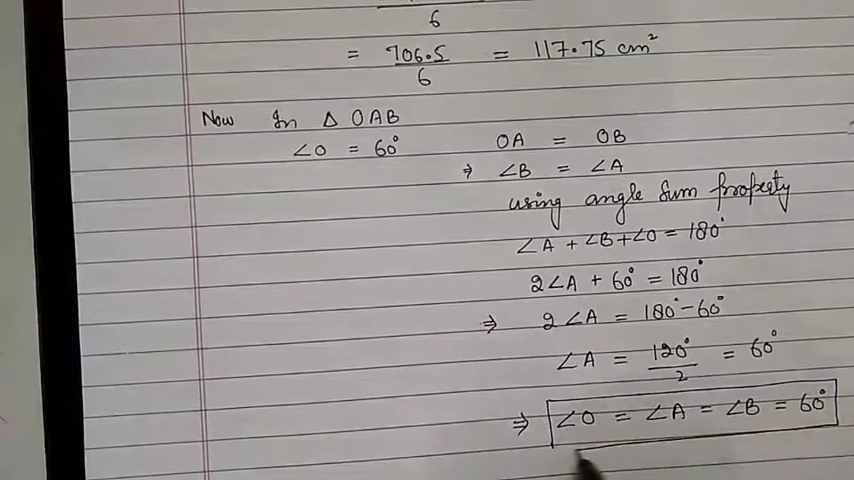 6
= 706.5/6 = 117.75 cm²
Now In Δ OAB
∠O = 60°
OA = OB
⇒ ∠B = ∠A
using angle Sum property
∠A + ∠B + ∠O = 180°
2∠A + 60° = 180°
⇒ 2∠A = 180° - 60°
∠A = 120°/2 = 60°
⇒ ∠O = ∠A = ∠B = 60°